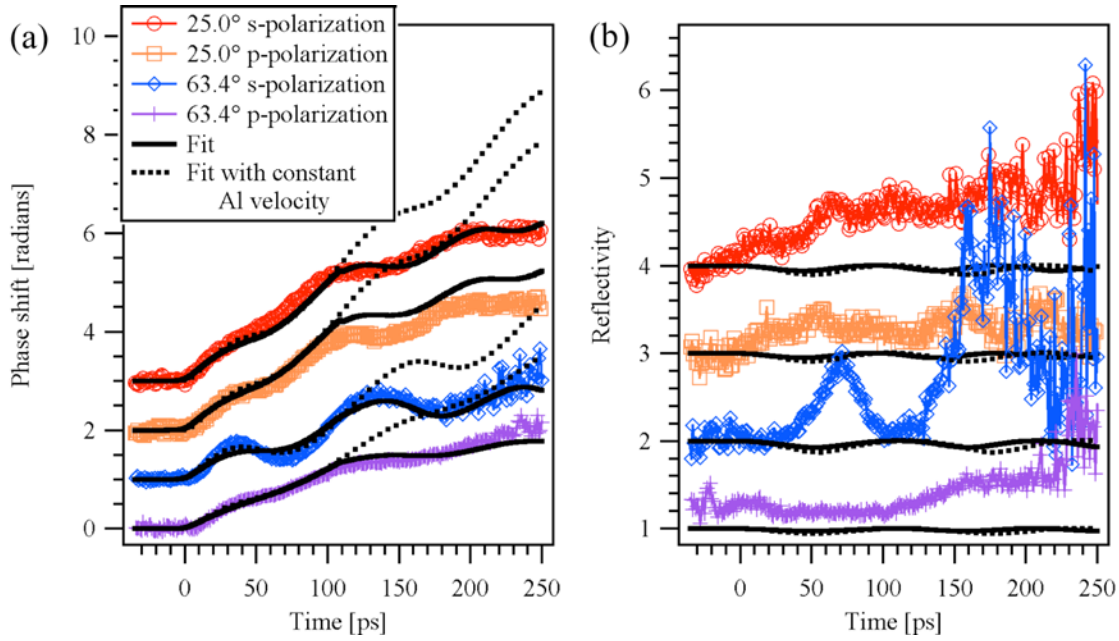 (a)
10
8
6
4
2
0
Phase shift [radians]
25.0° s-polarization
25.0° p-polarization
63.4° s-polarization
63.4° p-polarization
Fit
Fit with constant
Al velocity
0
50
100
150
200
250
Time [ps]
(b)
6
5
4
3
2
1
Reflectivity
0
50
100
150
200
250
Time [ps]